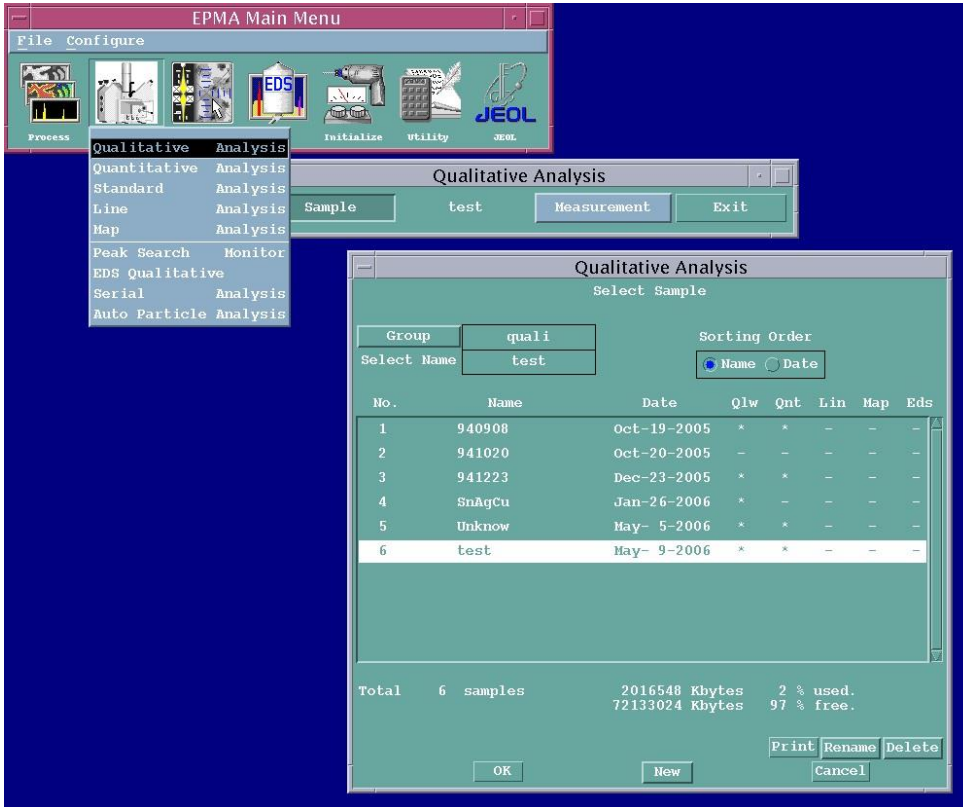 EPMA Main Menu
File Configure
EDS
JEOL
Process Initialize Utility JEOL
Qualitative Analysis
Quantitative Analysis
Standard Analysis
Line Analysis
Map Analysis
Peak Search Monitor
EDS Qualitative
Serial Analysis
Auto Particle Analysis
Qualitative Analysis
Sample test Measurement Exit
Qualitative Analysis
Select Sample
Group quali Sorting Order
Select Name test Name Date
No. Name Date Qlw Qnt Lin Map Eds
1 940908 Oct-19-2005 * * - - -
2 941020 Oct-20-2005 - - - - -
3 941223 Dec-23-2005 * * - - -
4 SnAgCu Jan-26-2006 * - - - -
5 Unknow May- 5-2006 * * - - -
6 test May- 9-2006 * * - - -
Total 6 samples 2016548 Kbytes 2 % used.
72133024 Kbytes 97 % free.
Print Rename Delete
OK New Cancel